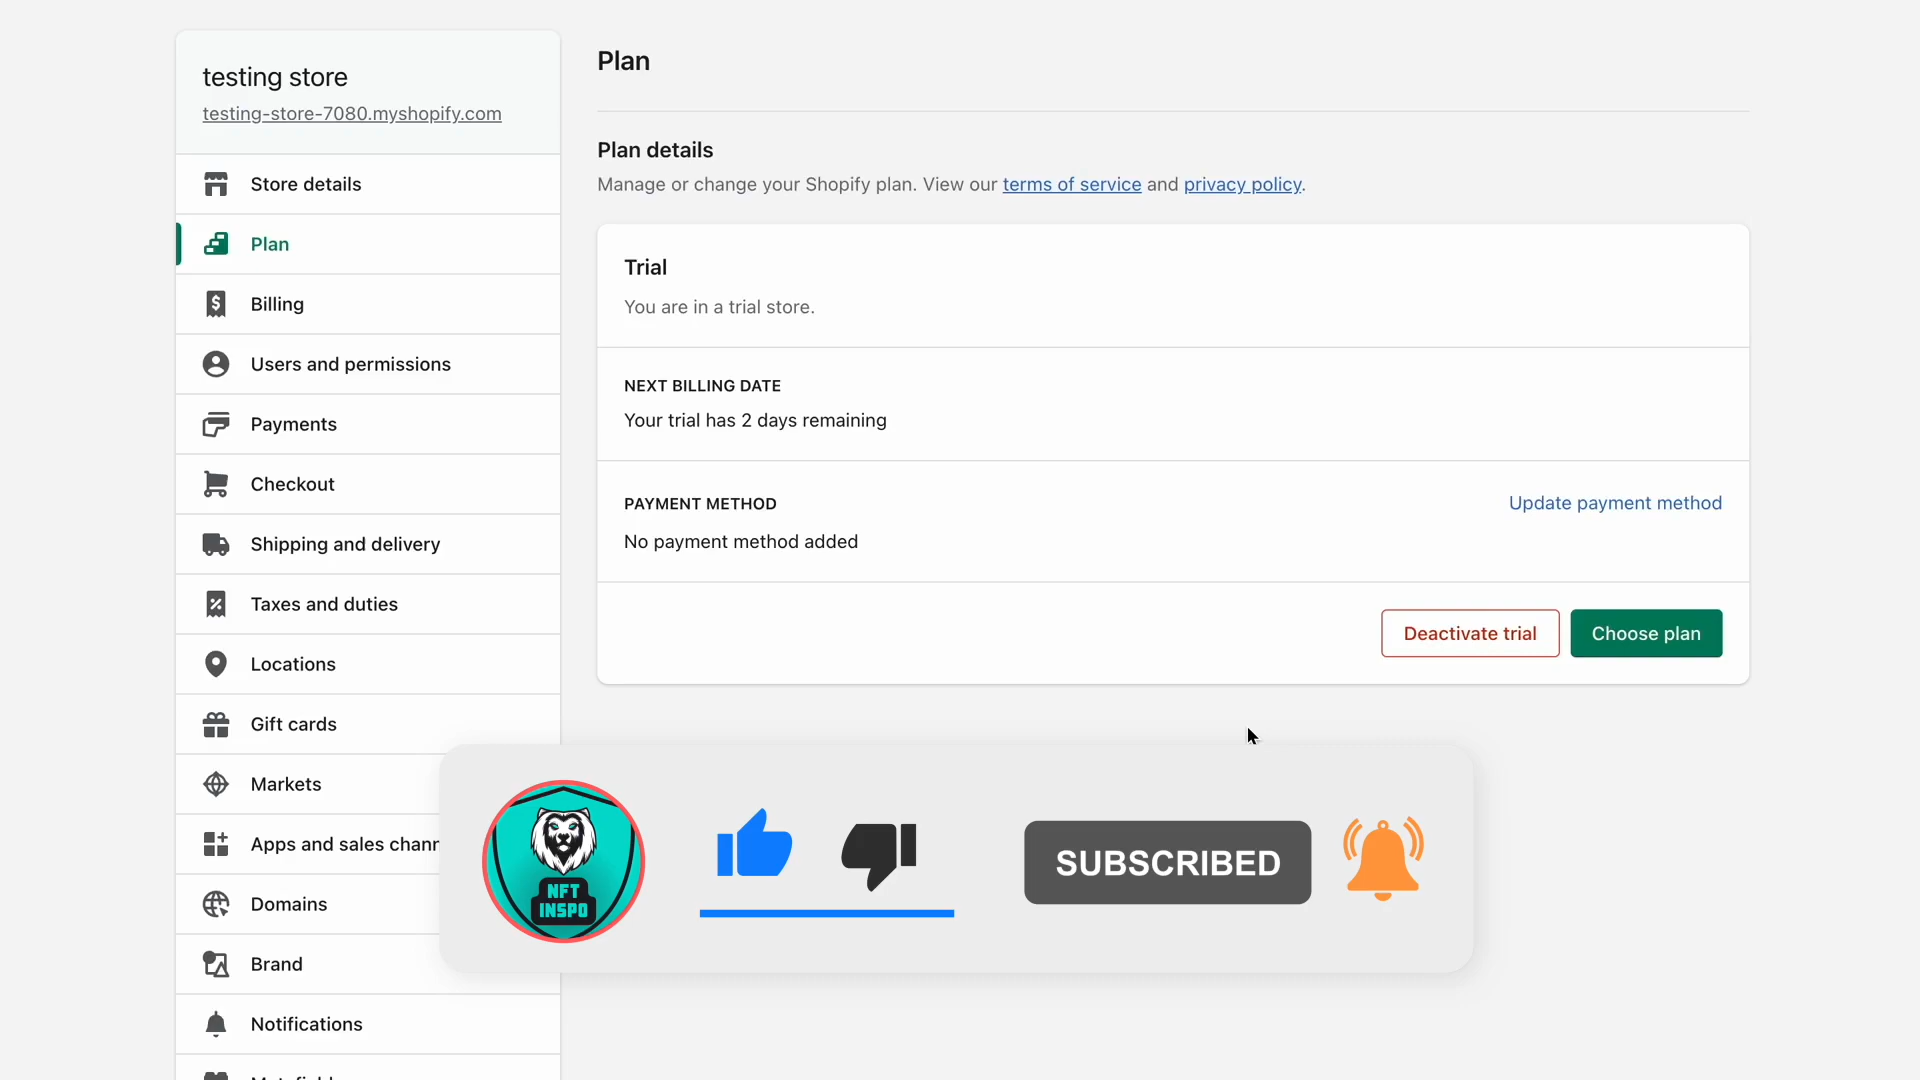 testing store
testing-store-7080.myshopify.com
Store details
Plan
Billing
Users and permissions
Payments
Checkout
Shipping and delivery
Taxes and duties
Locations
Gift cards
Markets
Apps and sales chann
Domains
Brand
Notifications
Plan
Plan details
Manage or change your Shopify plan. View our terms of service and privacy policy.
Trial
You are in a trial store.
NEXT BILLING DATE
Your trial has 2 days remaining
PAYMENT METHOD
Update payment method
No payment method added
Deactivate trial
Choose plan
NFT
INSPO
SUBSCRIBED